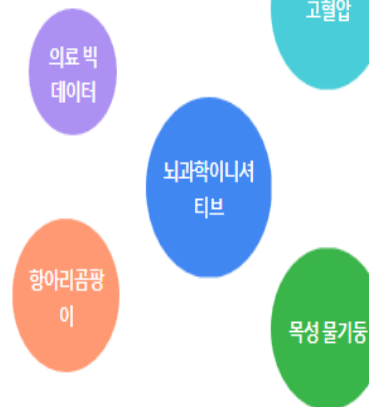 고혈압
의료 빅
데이터
뇌과학이니셔
티브
항아리곰팡
이
목성 물기둥